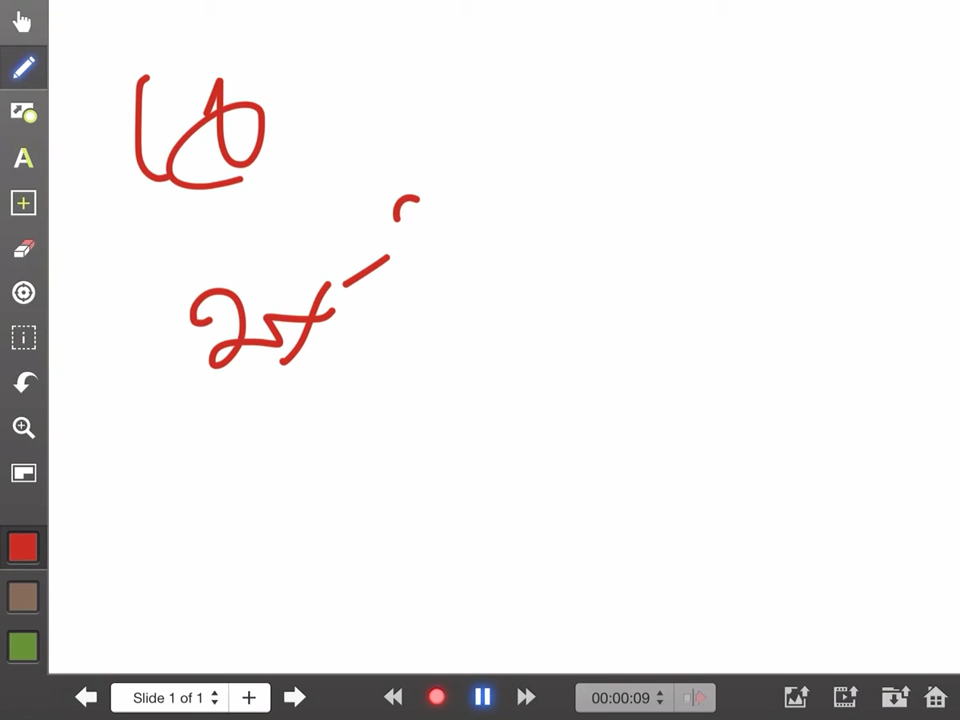 2x -
Slide 1 of 1
00:00:09